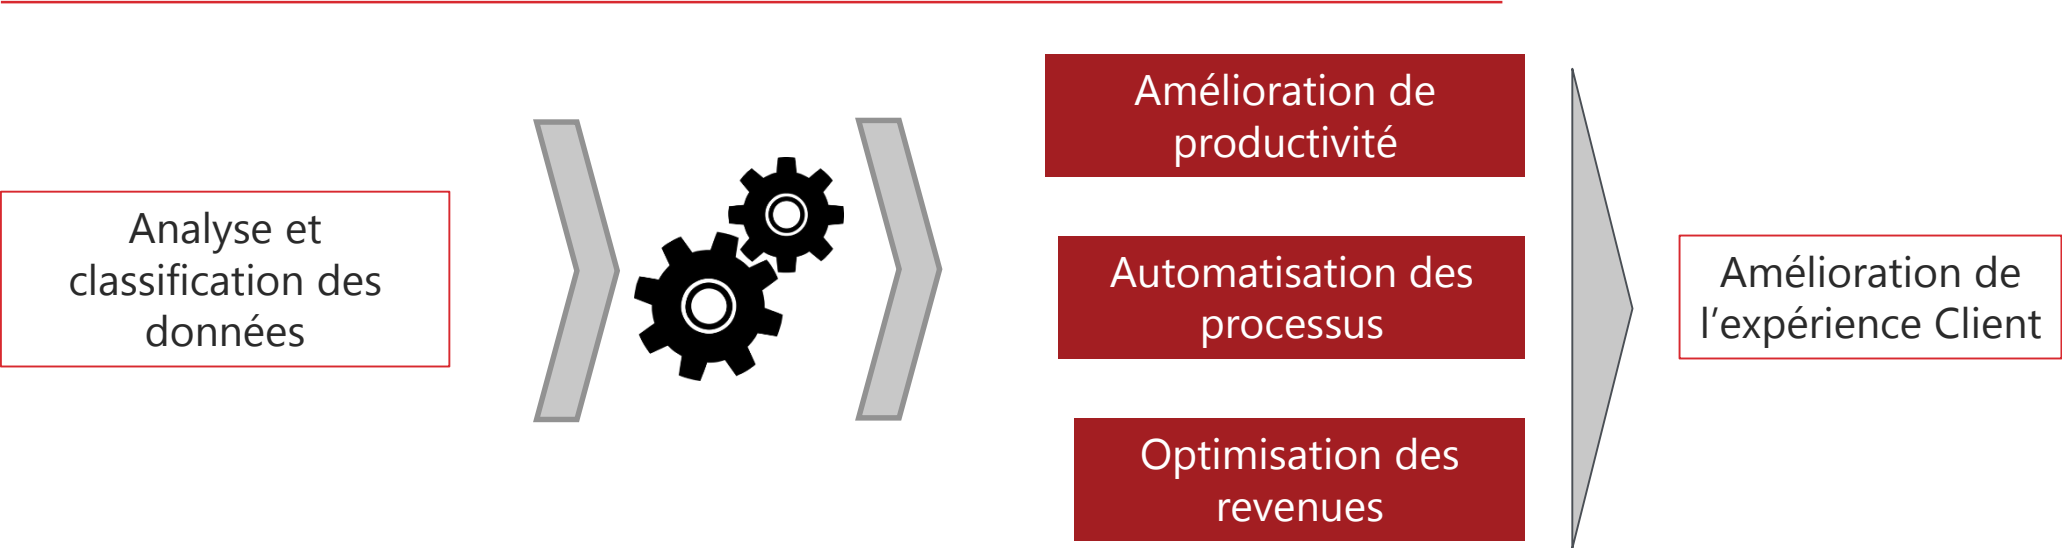 Analyse et
classification des
données
Amélioration de
productivité
Automatisation des
processus
Optimisation des
revenues
Amélioration de
l’expérience Client